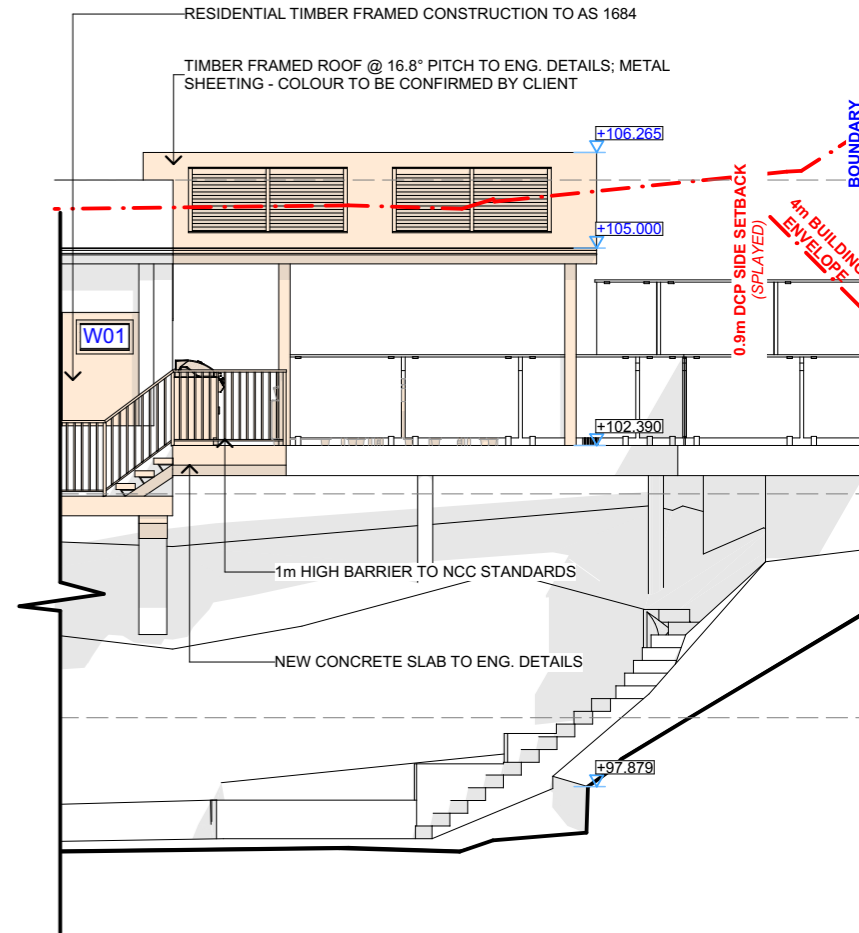 RESIDENTIAL TIMBER FRAMED CONSTRUCTION TO AS 1684
TIMBER FRAMED ROOF @ 16.8° PITCH TO ENG. DETAILS; METAL
SHEETING - COLOUR TO BE CONFIRMED BY CLIENT
+106.265
BOUNDARY
+105.000
0.9m DCP SIDE SETBACK
(SPLAYED)
4m BUILDING
ENVELOPE
W01
+102.390
1m HIGH BARRIER TO NCC STANDARDS
NEW CONCRETE SLAB TO ENG. DETAILS
+97.879